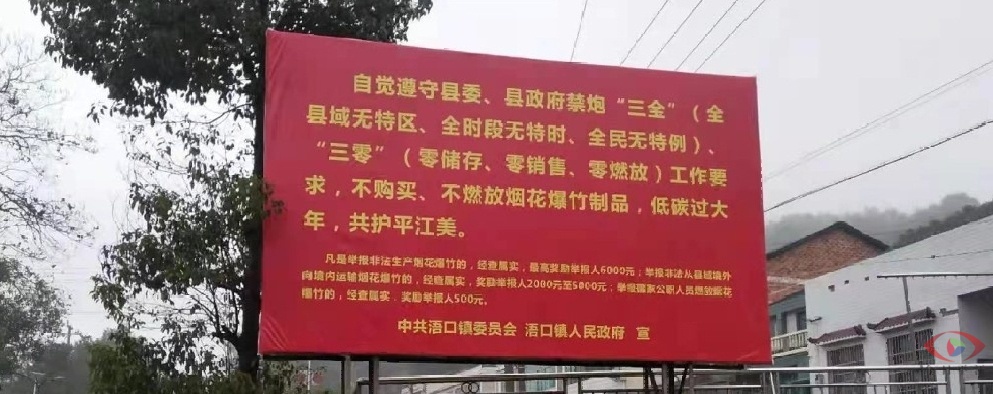 自觉遵守县委、县政府禁炮“三全”（全
县域无特区、全时段无特时、全民无特例）、
“三零”（零储存、零销售、零燃放）工作要
求，不购买、不燃放烟花爆竹制品，低碳过大
年，共护平江美。
凡是举报非法生产烟花爆竹的，经查属实，最高奖励举报人6000元；举报非法从县域境外
向境内运输烟花爆竹的，经查属实，奖励举报人2000元至5000元；举报国家公职人员燃放烟花
爆竹的，经查属实，奖励举报人500元。
中共浯口镇委员会 浯口镇人民政府 宣